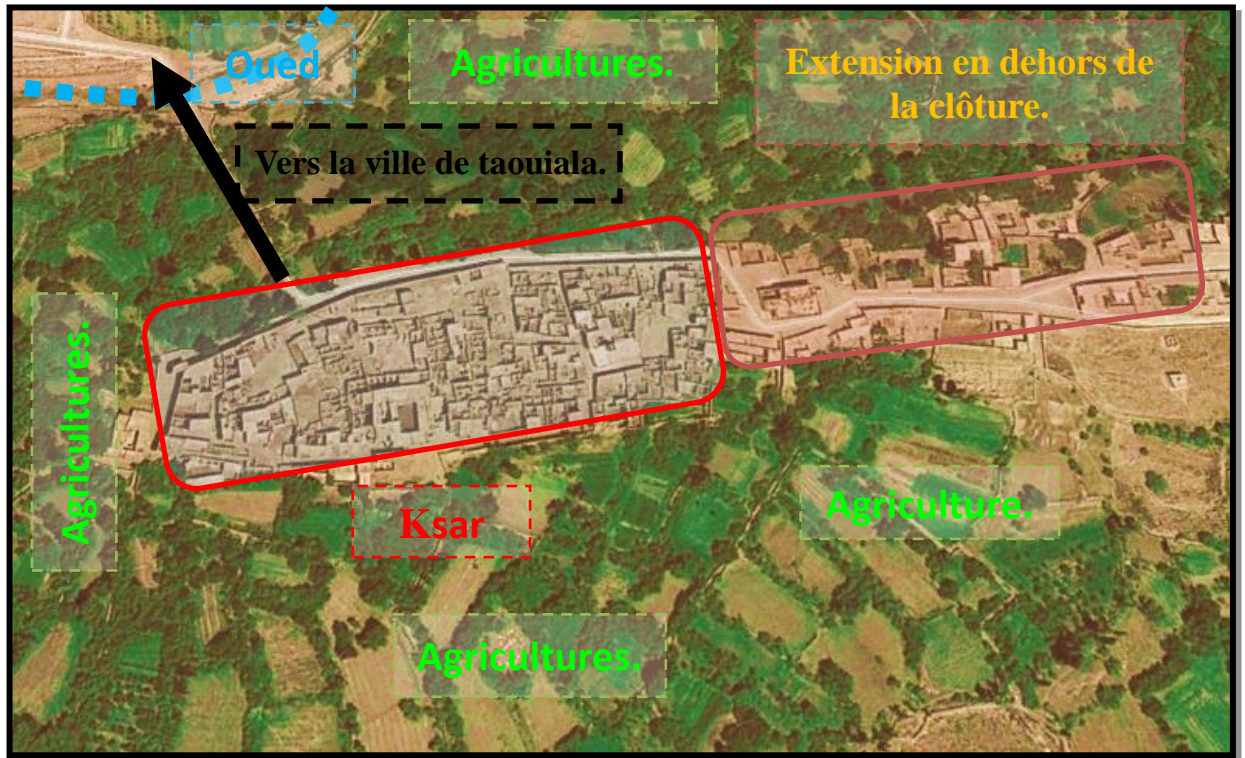 Oued
Agricultures.
Extension en dehors de
la clôture.
Vers la ville de taouiala.
Agricultures.
Ksar
Agriculture.
Agricultures.